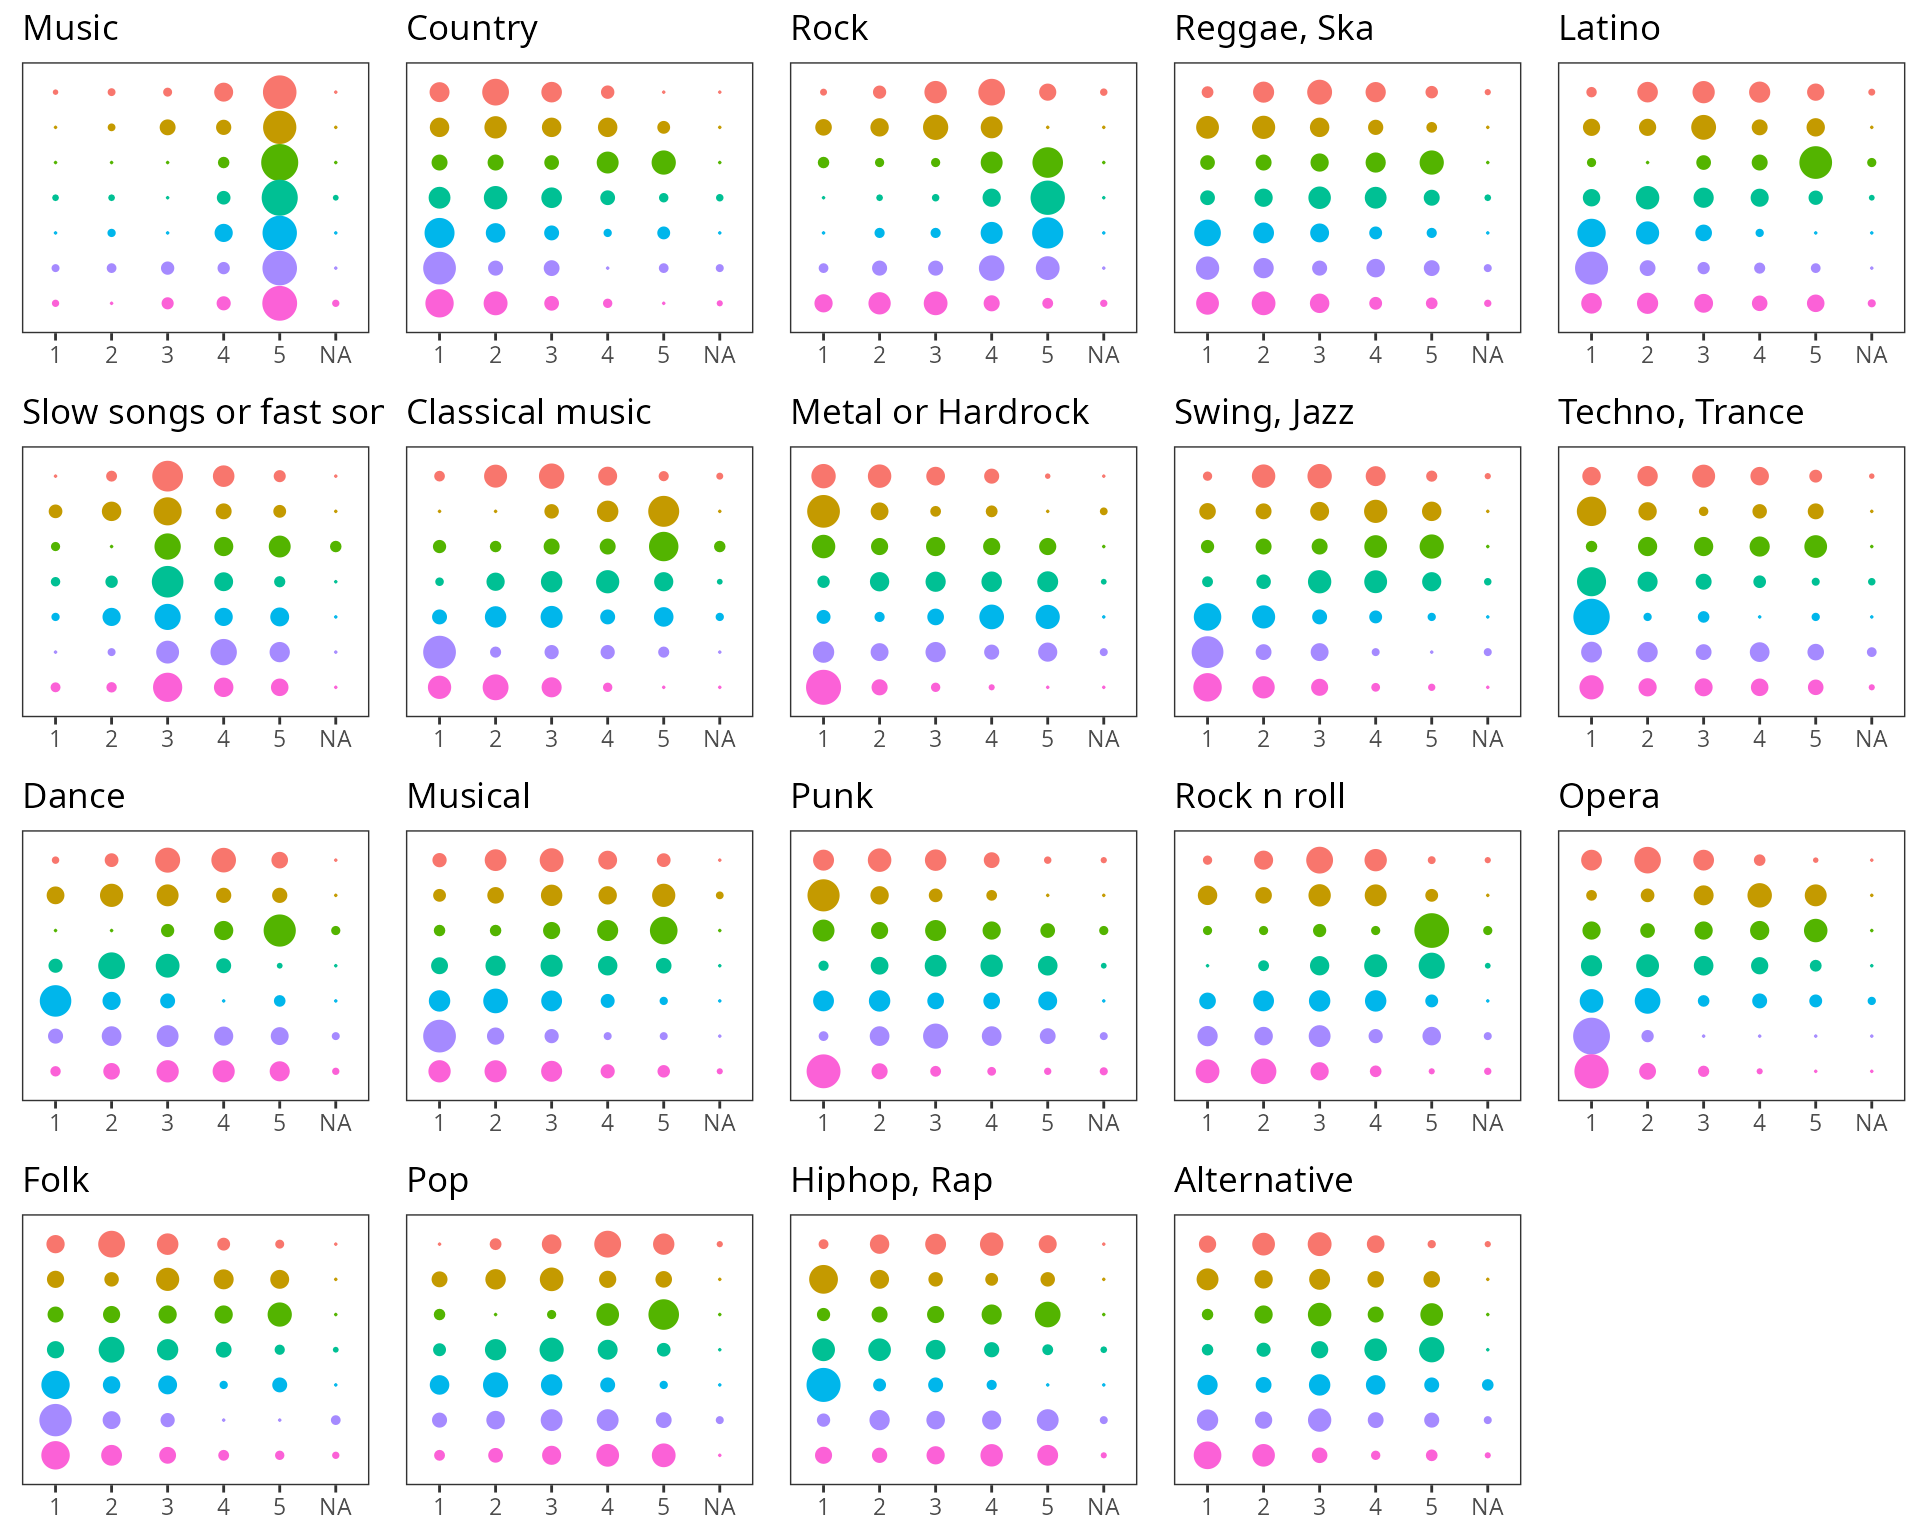 Music Country Rock Reggae, Ska Latino
1 2 3 4 5 NA 1 2 3 4 5 NA 1 2 3 4 5 NA 1 2 3 4 5 NA 1 2 3 4 5 NA
Slow songs or fast sor Classical music Metal or Hardrock Swing, Jazz Techno, Trance
1 2 3 4 5 NA 1 2 3 4 5 NA 1 2 3 4 5 NA 1 2 3 4 5 NA 1 2 3 4 5 NA
Dance Musical Punk Rock n roll Opera
1 2 3 4 5 NA 1 2 3 4 5 NA 1 2 3 4 5 NA 1 2 3 4 5 NA 1 2 3 4 5 NA
Folk Pop Hiphop, Rap Alternative
1 2 3 4 5 NA 1 2 3 4 5 NA 1 2 3 4 5 NA 1 2 3 4 5 NA